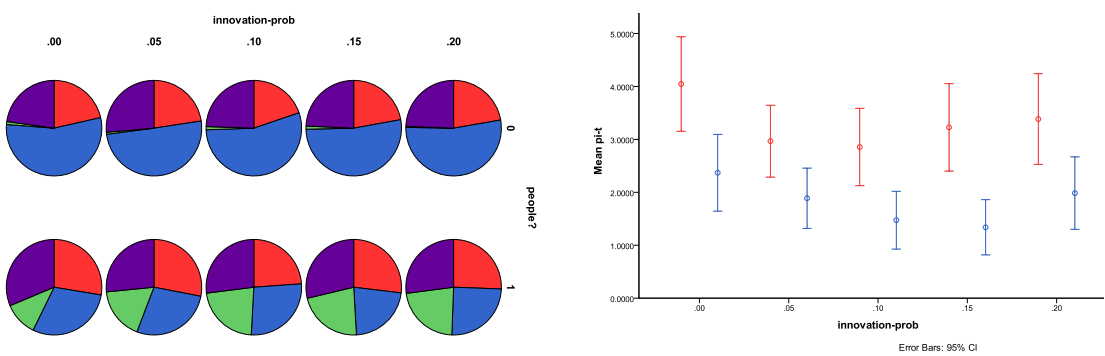 innovation-prob
.00 .05 .10 .15 .20
0
people?
1
Mean pi-t
5.0000
4.0000
3.0000
2.0000
1.0000
0.0000
.00 .05 .10 .15 .20
innovation-prob
Error Bars: 95% CI